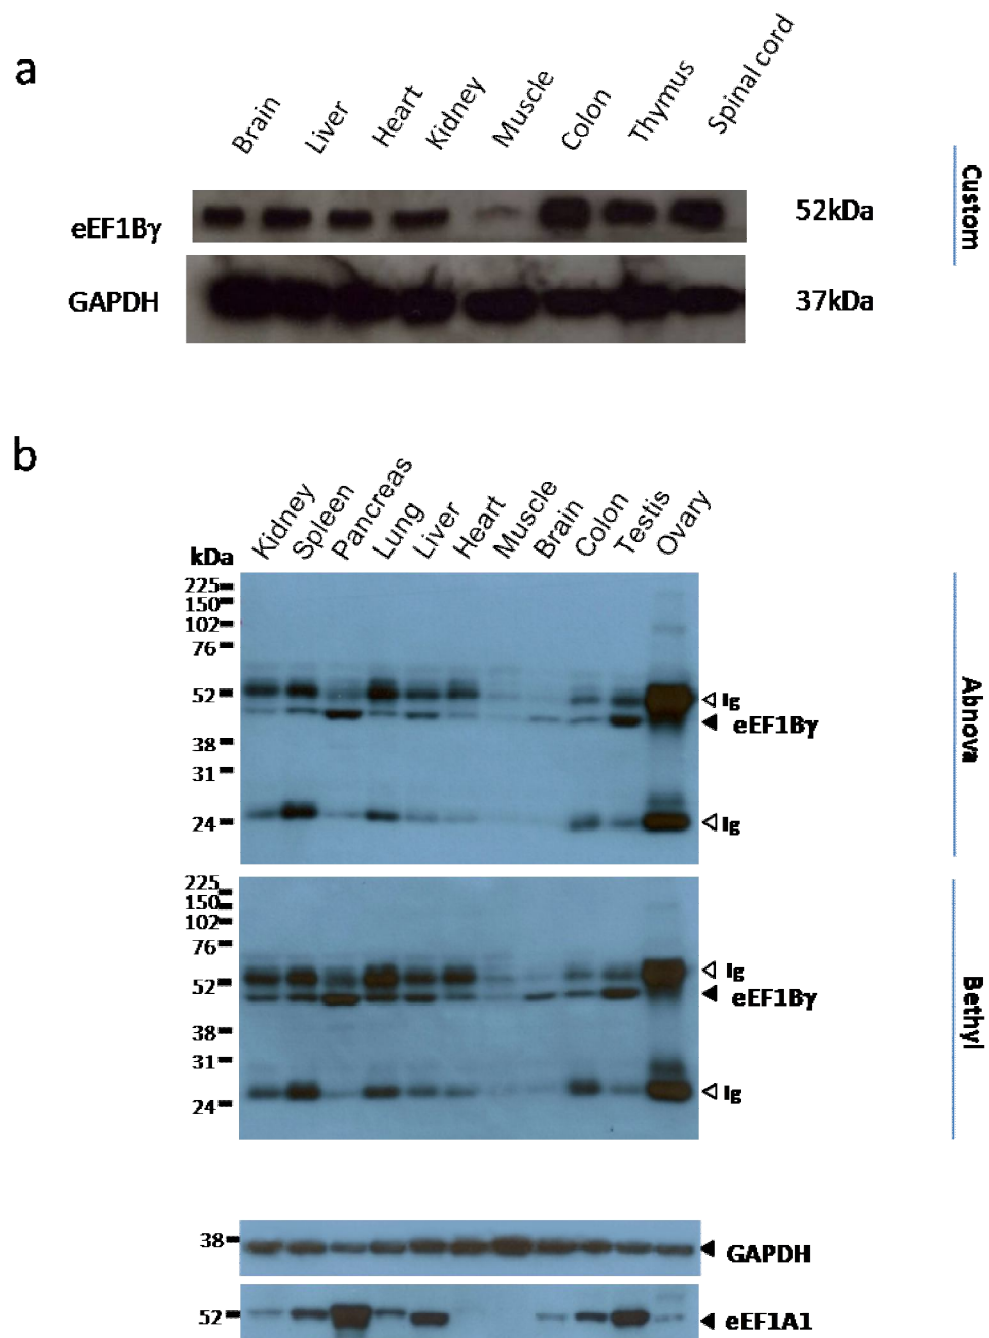 a
Brain Liver Heart Kidney Muscle Colon Thymus Spinal cord
eEF1Bγ 52kDa
GAPDH 37kDa
Custom
b
kDa Kidney Spleen Pancreas Lung Liver Heart Muscle Brain Colon Testis Ovary
225
150
102
76
52 Ig
eEF1Bγ
38
31
24 Ig
Abnova
225
150
102
76
52 Ig
eEF1Bγ
38
31
24 Ig
Bethyl
38 GAPDH
52 eEF1A1